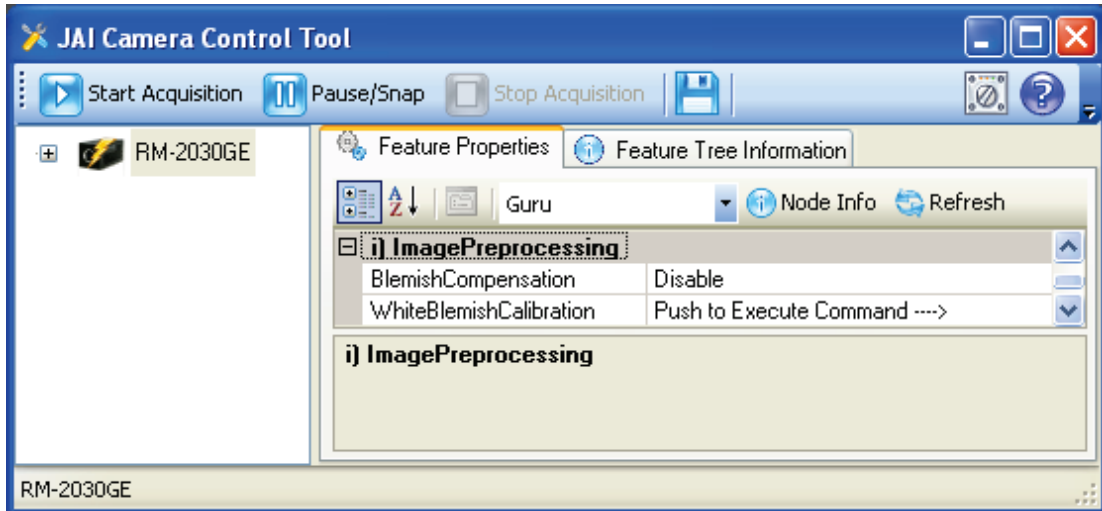 JAI Camera Control Tool
Start Acquisition Pause/Snap Stop Acquisition
RM-2030GE
Feature Properties Feature Tree Information
Guru Node Info Refresh
i) ImagePreprocessing
BlemishCompensation Disable
WhiteBlemishCalibration Push to Execute Command ---->
i) ImagePreprocessing
RM-2030GE